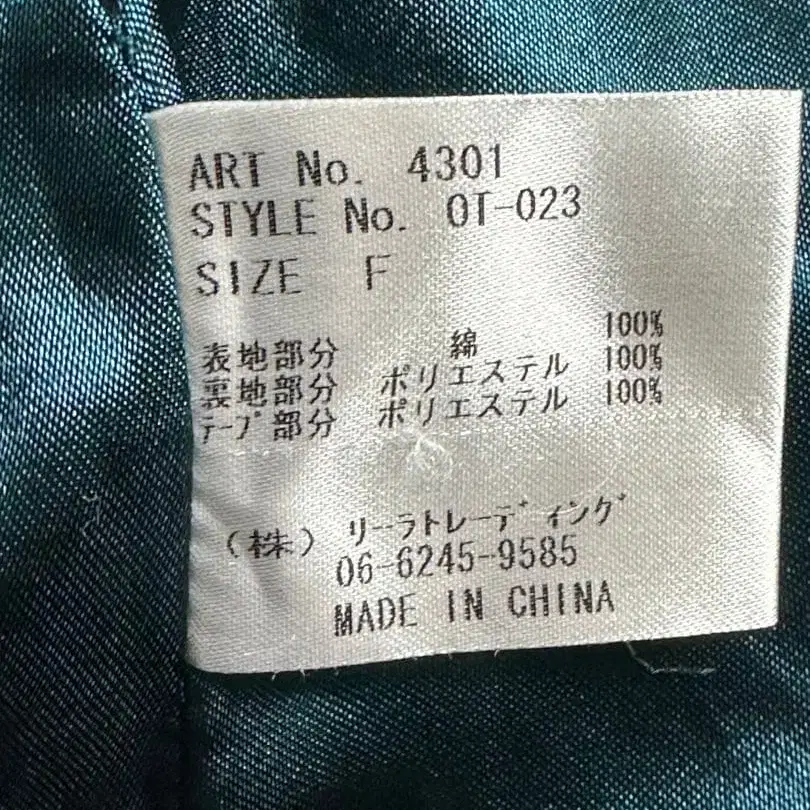 ART No. 4301
STYLE No. OT-023
SIZE F
表地部分 綿 100%
裏地部分 ポリエステル 100%
テープ部分 ポリエステル 100%
(株) リーラトレーディング
06-6245-9585
MADE IN CHINA